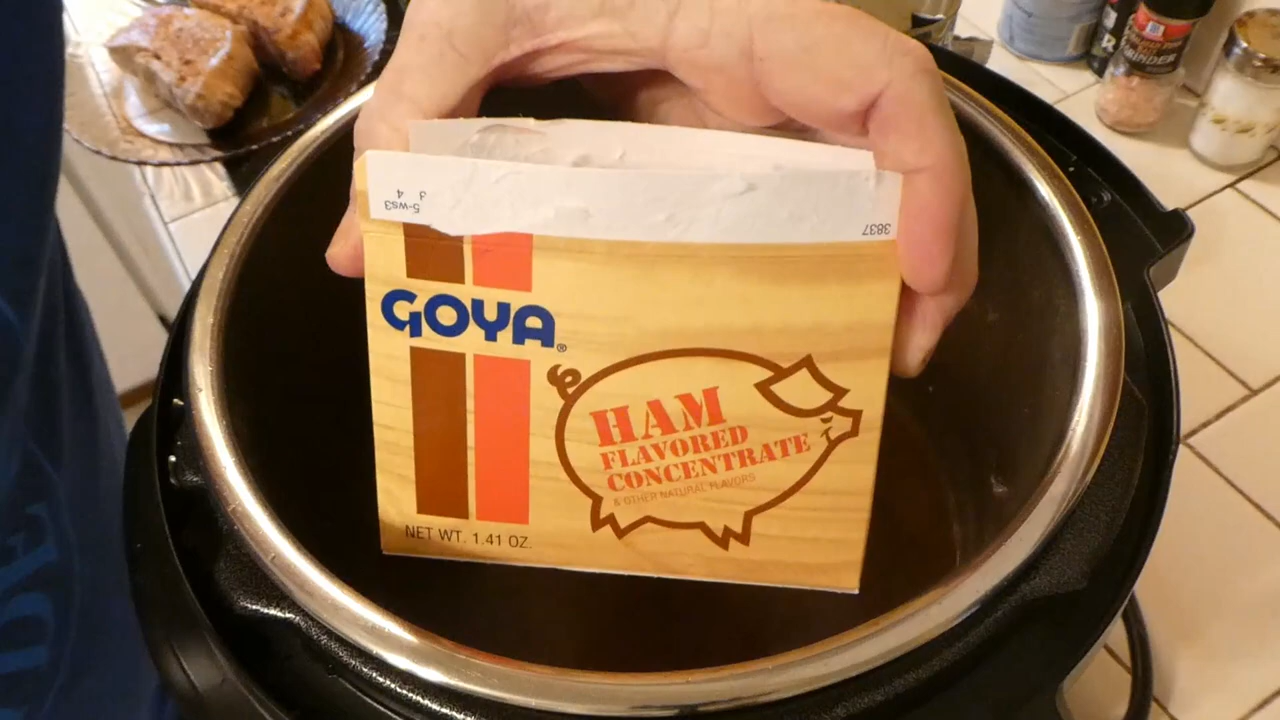 5-ws3 3
4
3837
GOYA®
HAM
FLAVORED
CONCENTRATE
& OTHER NATURAL FLAVORS
NET WT. 1.41 OZ.